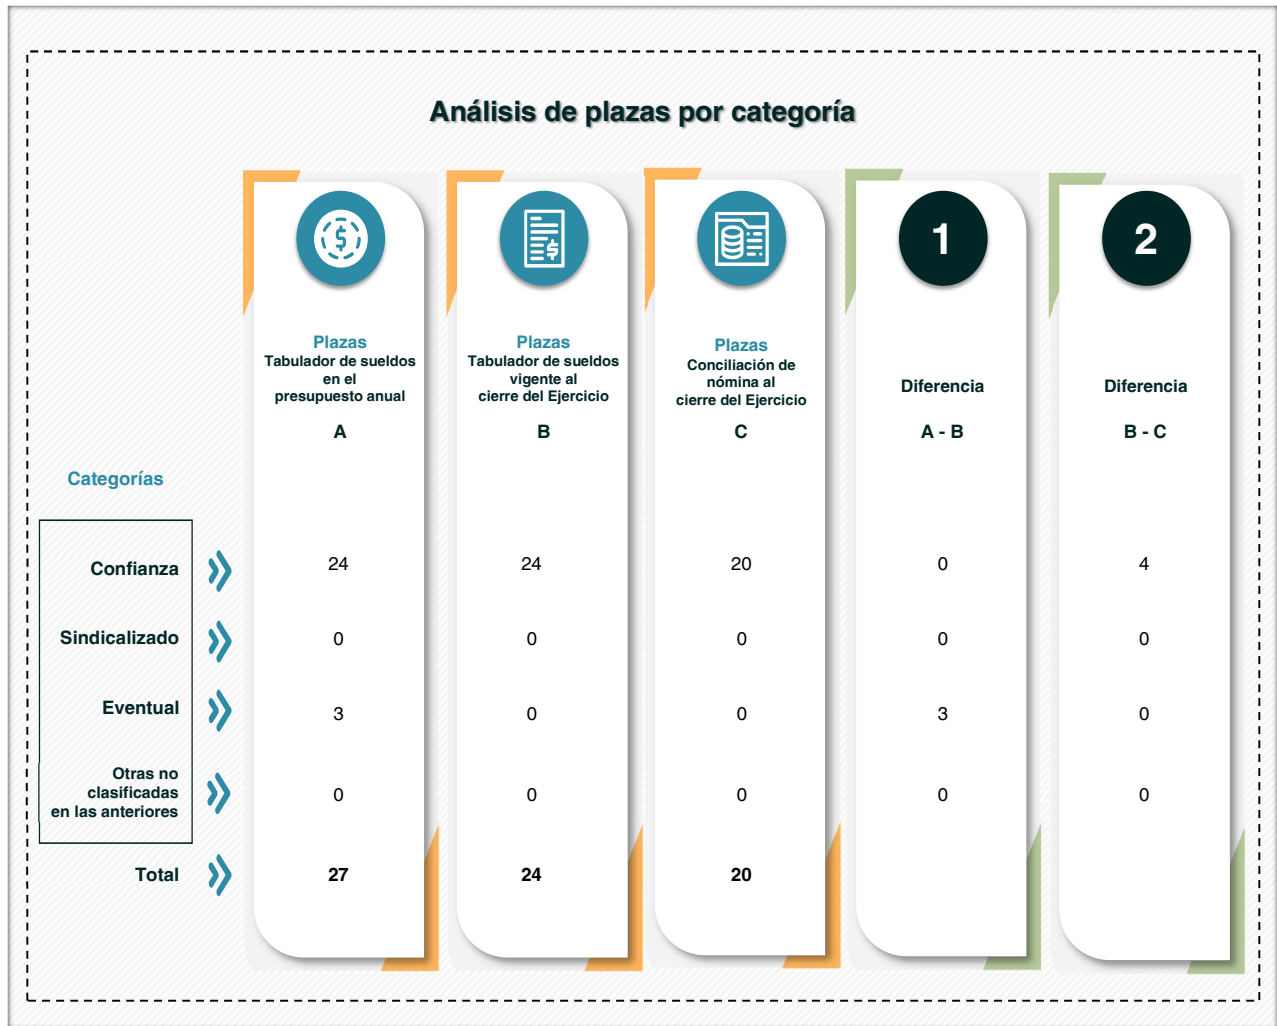 Análisis de plazas por categoría
Plazas
Tabulador de sueldos
en el
presupuesto anual
A
Plazas
Tabulador de sueldos
vigente al
cierre del Ejercicio
B
Plazas
Conciliación de
nómina al
cierre del Ejercicio
C
1
Diferencia
A - B
2
Diferencia
B - C
Categorías
Confianza 24 24 20 0 4
Sindicalizado 0 0 0 0 0
Eventual 3 0 0 3 0
Otras no
clasificadas
en las anteriores 0 0 0 0 0
Total 27 24 20